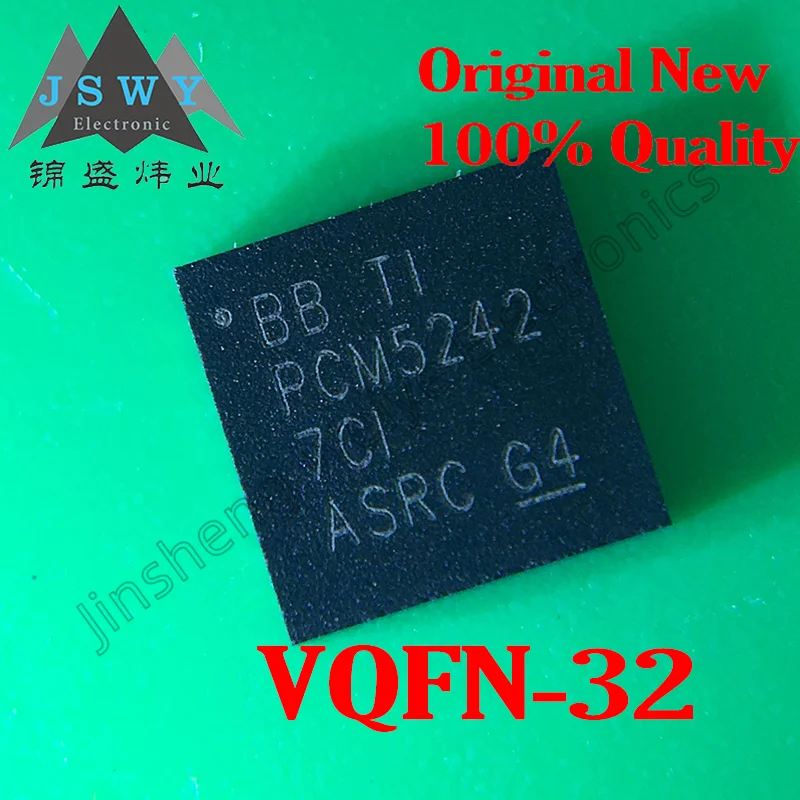 JSWY
Electronic
锦盛炜业
Original New
100% Quality
BB TI
PCM5242
7CI
ASRC G4
VQFN-32